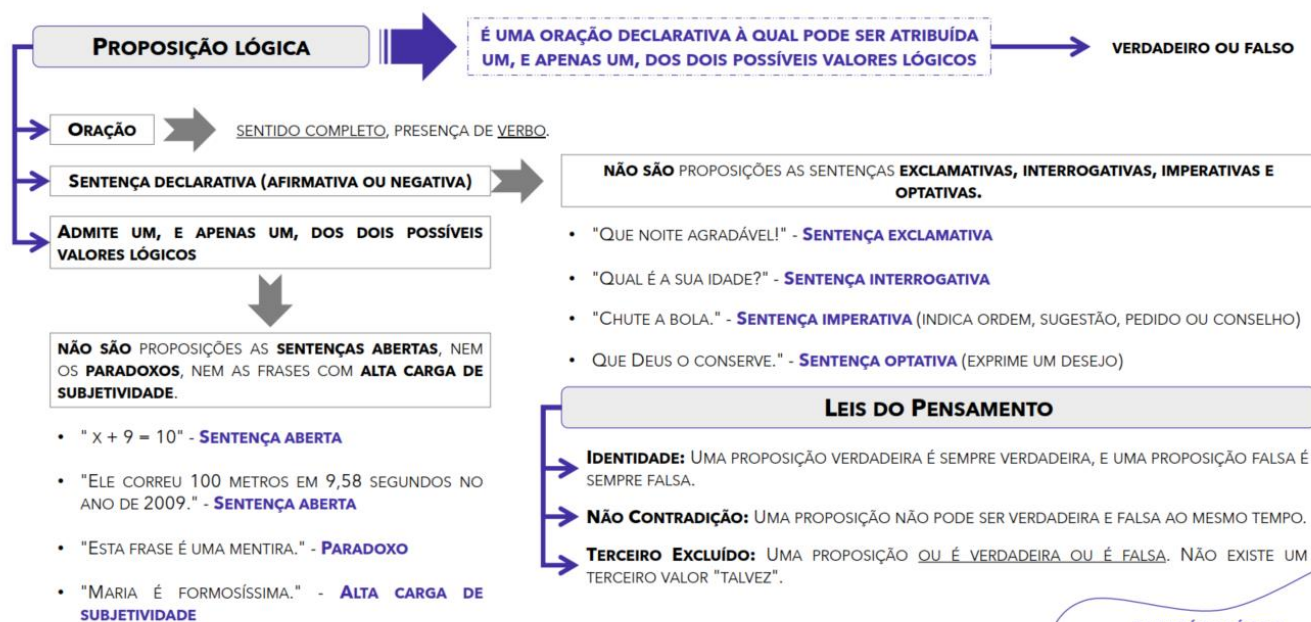 PROPOSIÇÃO LÓGICA
É UMA ORAÇÃO DECLARATIVA À QUAL PODE SER ATRIBUÍDA
UM, E APENAS UM, DOS DOIS POSSÍVEIS VALORES LÓGICOS
VERDADEIRO OU FALSO
ORAÇÃO
SENTIDO COMPLETO, PRESENÇA DE VERBO.
SENTENÇA DECLARATIVA (AFIRMATIVA OU NEGATIVA)
ADMITE UM, E APENAS UM, DOS DOIS POSSÍVEIS
VALORES LÓGICOS
NÃO SÃO PROPOSIÇÕES AS SENTENÇAS ABERTAS, NEM
OS PARADOXOS, NEM AS FRASES COM ALTA CARGA DE
SUBJETIVIDADE.
• " X + 9 = 10" - SENTENÇA ABERTA
• "ELE CORREU 100 METROS EM 9,58 SEGUNDOS NO
ANO DE 2009." - SENTENÇA ABERTA
• "ESTA FRASE É UMA MENTIRA." - PARADOXO
• "MARIA É FORMOSÍSSIMA." - ALTA CARGA DE
SUBJETIVIDADE
NÃO SÃO PROPOSIÇÕES AS SENTENÇAS EXCLAMATIVAS, INTERROGATIVAS, IMPERATIVAS E
OPTATIVAS.
• "QUE NOITE AGRADÁVEL!" - SENTENÇA EXCLAMATIVA
• "QUAL É A SUA IDADE?" - SENTENÇA INTERROGATIVA
• "CHUTE A BOLA." - SENTENÇA IMPERATIVA (INDICA ORDEM, SUGESTÃO, PEDIDO OU CONSELHO)
• QUE DEUS O CONSERVE." - SENTENÇA OPTATIVA (EXPRIME UM DESEJO)
LEIS DO PENSAMENTO
IDENTIDADE: UMA PROPOSIÇÃO VERDADEIRA É SEMPRE VERDADEIRA, E UMA PROPOSIÇÃO FALSA É
SEMPRE FALSA.
NÃO CONTRADIÇÃO: UMA PROPOSIÇÃO NÃO PODE SER VERDADEIRA E FALSA AO MESMO TEMPO.
TERCEIRO EXCLUÍDO: UMA PROPOSIÇÃO OU É VERDADEIRA OU É FALSA. NÃO EXISTE UM
TERCEIRO VALOR "TALVEZ".